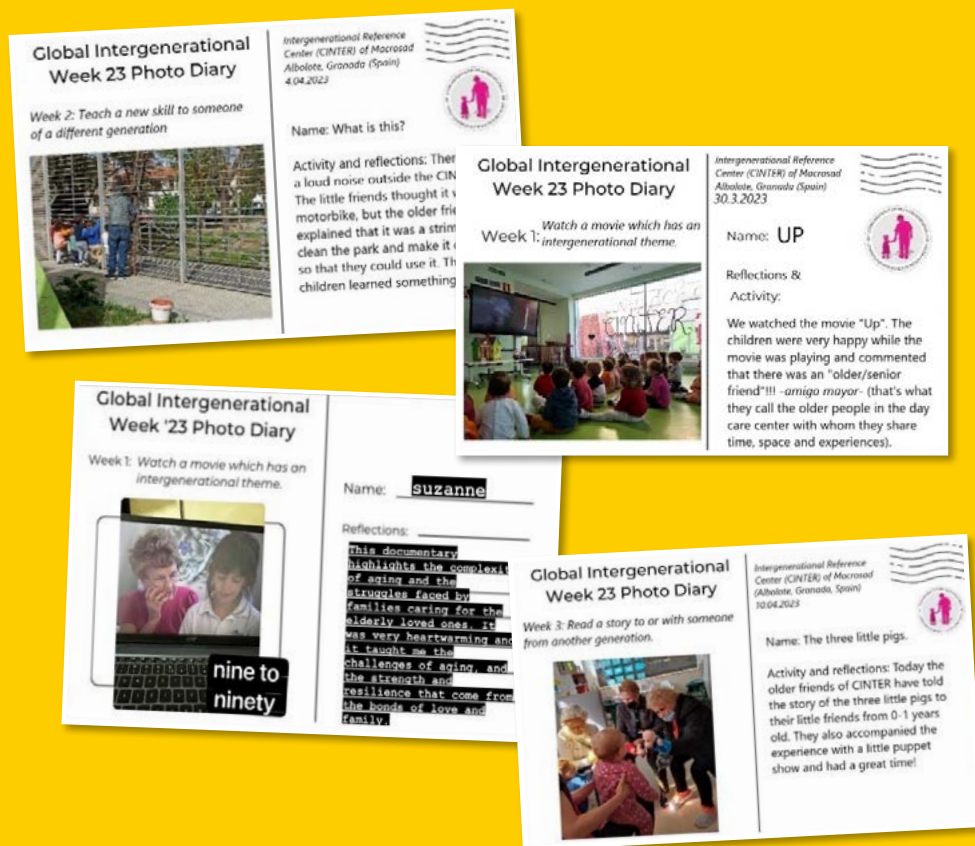 Global Intergenerational
Week 23 Photo Diary
Week 2: Teach a new skill to someone
of a different generation
Intergenerational Reference
Center (CINTER) of Macrosad
Albolote, Granada (Spain)
4.04.2023
Name: What is this?
Activity and reflections: Ther
a loud noise outside the CIN
The little friends thought it
motorbike, but the older frie
explained that it was a strim
clean the park and make it
so that they could use it. Th
children learned something
Global Intergenerational
Week 23 Photo Diary
Week 1: Watch a movie which has an
intergenerational theme.
CINTER
Intergenerational Reference
Center (CINTER) of Macrosad
Albolote, Granada (Spain)
30.3.2023
Name: UP
Reflections &
Activity:
We watched the movie "Up". The
children were very happy while the
movie was playing and commented
that there was an "older/senior
friend"!!! -amigo mayor- (that's what
they call the older people in the day
care center with whom they share
time, space and experiences).
Global Intergenerational
Week '23 Photo Diary
Week 1: Watch a movie which has an
intergenerational theme.
nine to
ninety
Name: suzanne
Reflections:
This documentary
highlights the complexi
of aging and the
struggles faced by
families caring for the
elderly loved ones. It
was very heartwarming and
it taught me the
challenges of aging, and
the strength and
resilience that come from
the bonds of love and
family.
Global Intergenerational
Week 23 Photo Diary
Week 3: Read a story to or with someone
from another generation.
Intergenerational Reference
Center (CINTER) of Macrosad
(Albolote, Granada, Spain)
10.04.2023
Name: The three little pigs.
Activity and reflections: Today the
older friends of CINTER have told
the story of the three little pigs to
their little friends from 0-1 years
old. They also accompanied the
experience with a little puppet
show and had a great time!